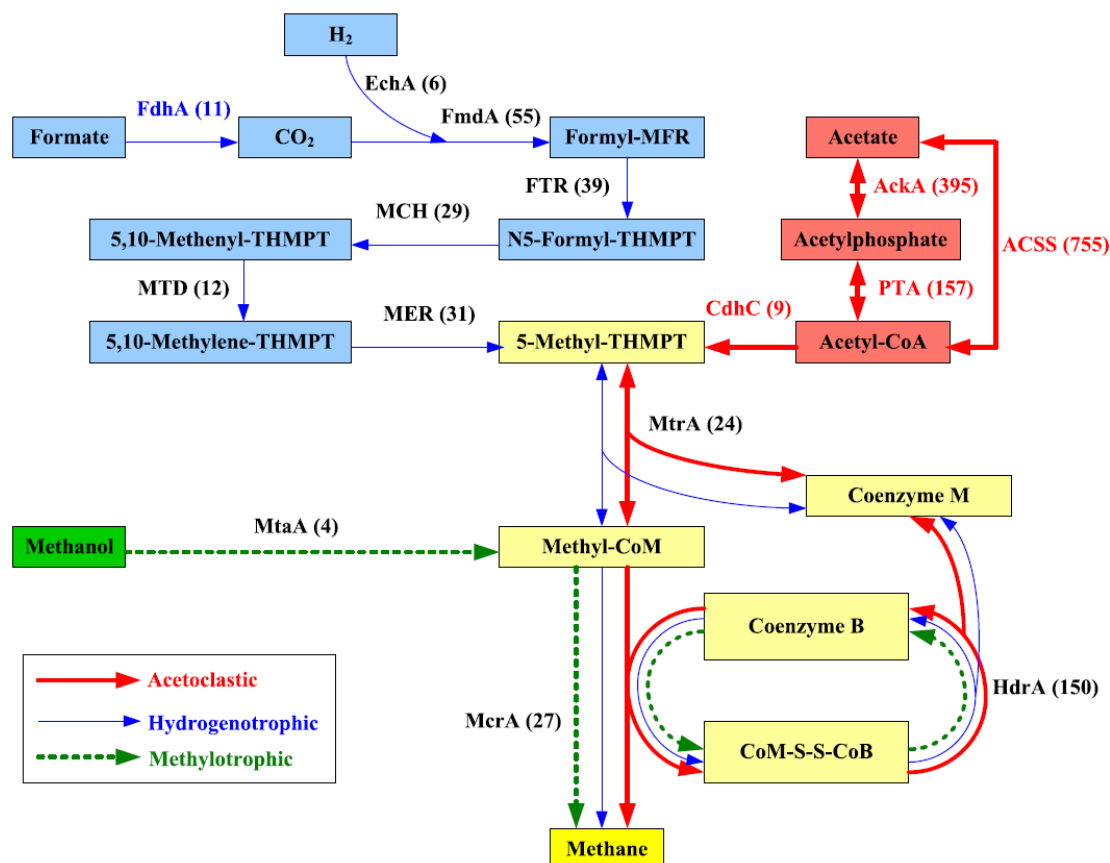 H₂
EchA (6)
FdhA (11)
FmdA (55)
Formate
CO₂
Formyl-MFR
Acetate
FTR (39)
AckA (395)
MCH (29)
5,10-Methenyl-THMPT
N5-Formyl-THMPT
Acetylphosphate
ACSS (755)
MTD (12)
PTA (157)
MER (31)
CdhC (9)
5,10-Methylene-THMPT
5-Methyl-THMPT
Acetyl-CoA
MtrA (24)
Coenzyme M
MtaA (4)
Methanol
Methyl-CoM
Coenzyme B
Acetoclastic
HdrA (150)
Hydrogenotrophic
McrA (27)
Methylotrophic
CoM-S-S-CoB
Methane